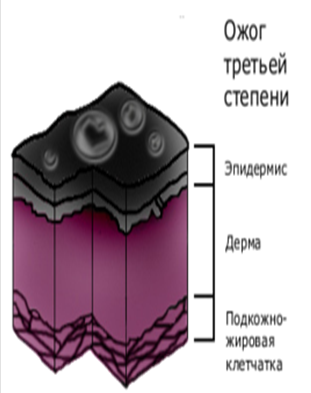 Ожог
третьей
степени
Эпидермис
Дерма
Подкожно-
жировая
клетчатка